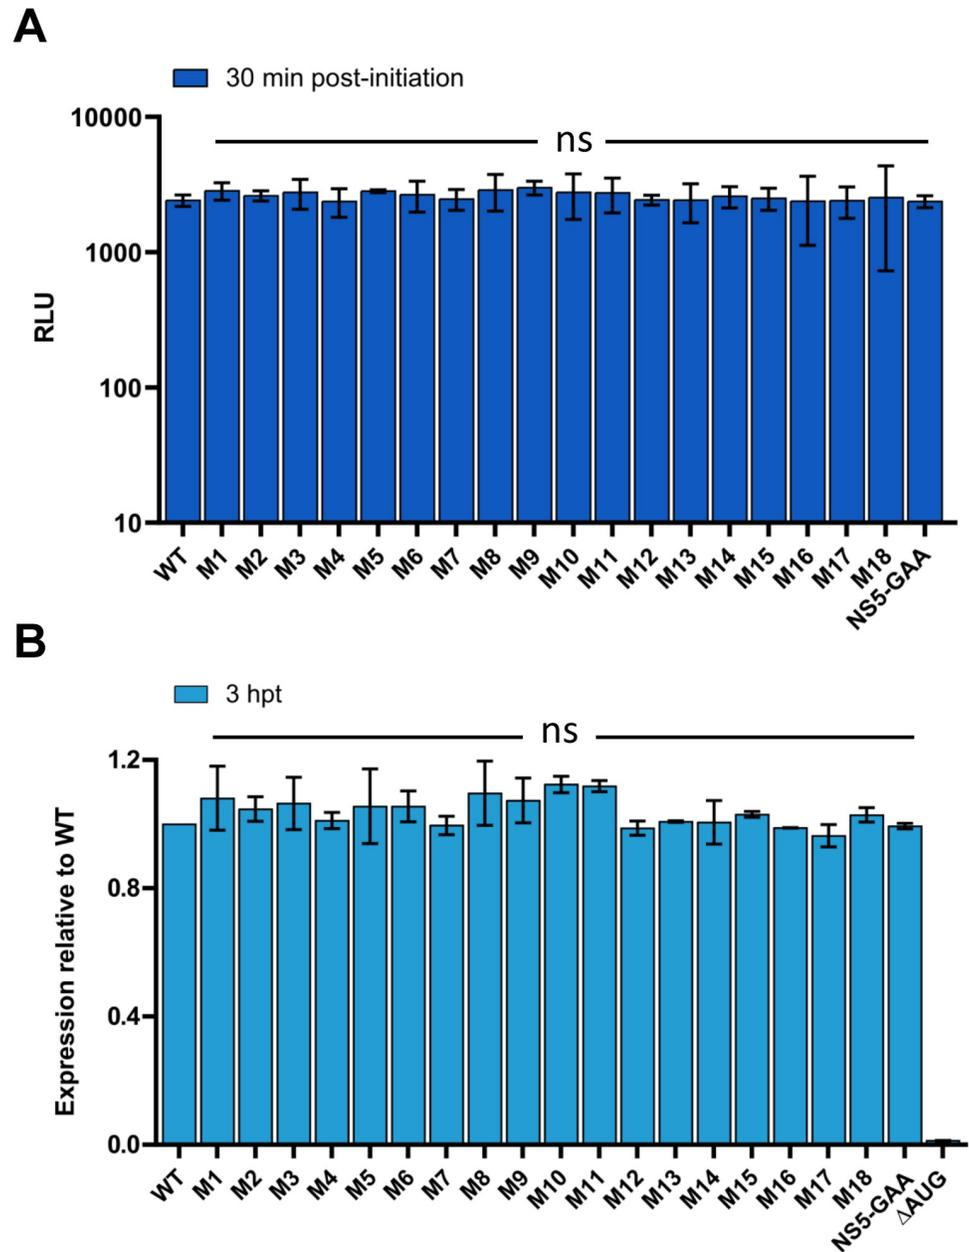 A
30 min post-initiation
10000
ns
1000
RLU
100
10
WT M1 M2 M3 M4 M5 M6 M7 M8 M9 M10 M11 M12 M13 M14 M15 M16 M17 M18 NS5-GAA
B
3 hpt
ns
1.2
0.8
Expression relative to WT
0.4
0.0
WT M1 M2 M3 M4 M5 M6 M7 M8 M9 M10 M11 M12 M13 M14 M15 M16 M17 M18 NS5-GAA ΔAUG